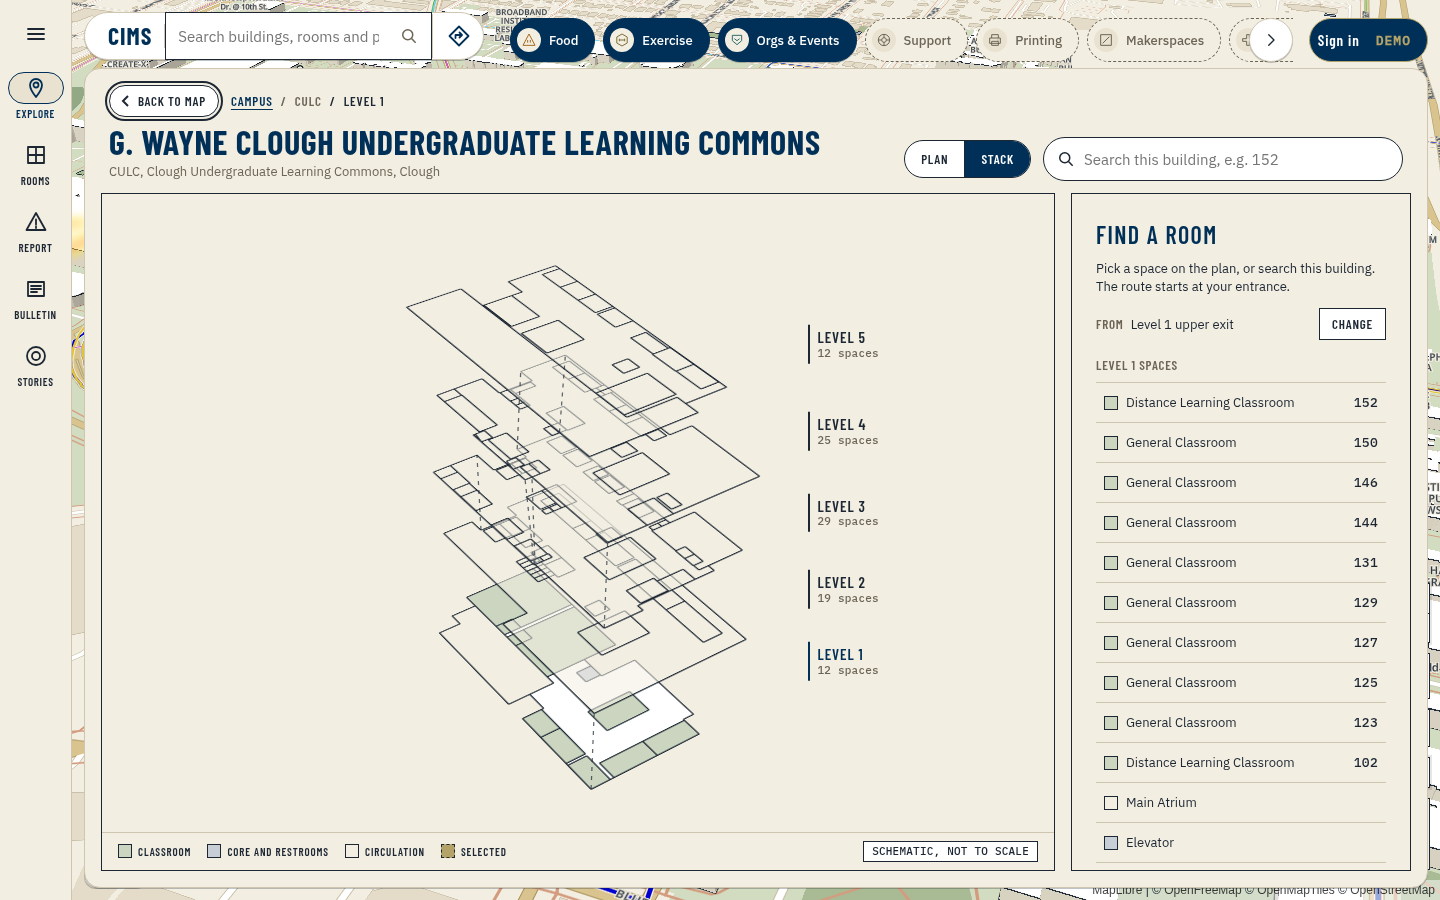 Dr. @ 10th St.
BROADBAND
CIMS
Search buildings, rooms and p
Food
Exercise
Orgs & Events
Support
Printing
Makerspaces
Sign in
DEMO
EXPLORE
ROOMS
REPORT
BULLETIN
STORIES
BACK TO MAP
CAMPUS / CULC / LEVEL 1
G. WAYNE CLOUGH UNDERGRADUATE LEARNING COMMONS
CULC, Clough Undergraduate Learning Commons, Clough
PLAN
STACK
Search this building, e.g. 152
LEVEL 5
12 spaces
LEVEL 4
25 spaces
LEVEL 3
29 spaces
LEVEL 2
19 spaces
LEVEL 1
12 spaces
CLASSROOM
CORE AND RESTROOMS
CIRCULATION
SELECTED
SCHEMATIC, NOT TO SCALE
FIND A ROOM
Pick a space on the plan, or search this building.
The route starts at your entrance.
FROM Level 1 upper exit
CHANGE
LEVEL 1 SPACES
Distance Learning Classroom 152
General Classroom 150
General Classroom 146
General Classroom 144
General Classroom 131
General Classroom 129
General Classroom 127
General Classroom 125
General Classroom 123
Distance Learning Classroom 102
Main Atrium
Elevator
MapLibre | © OpenFreeMap © OpenMapTiles © OpenStreetMap